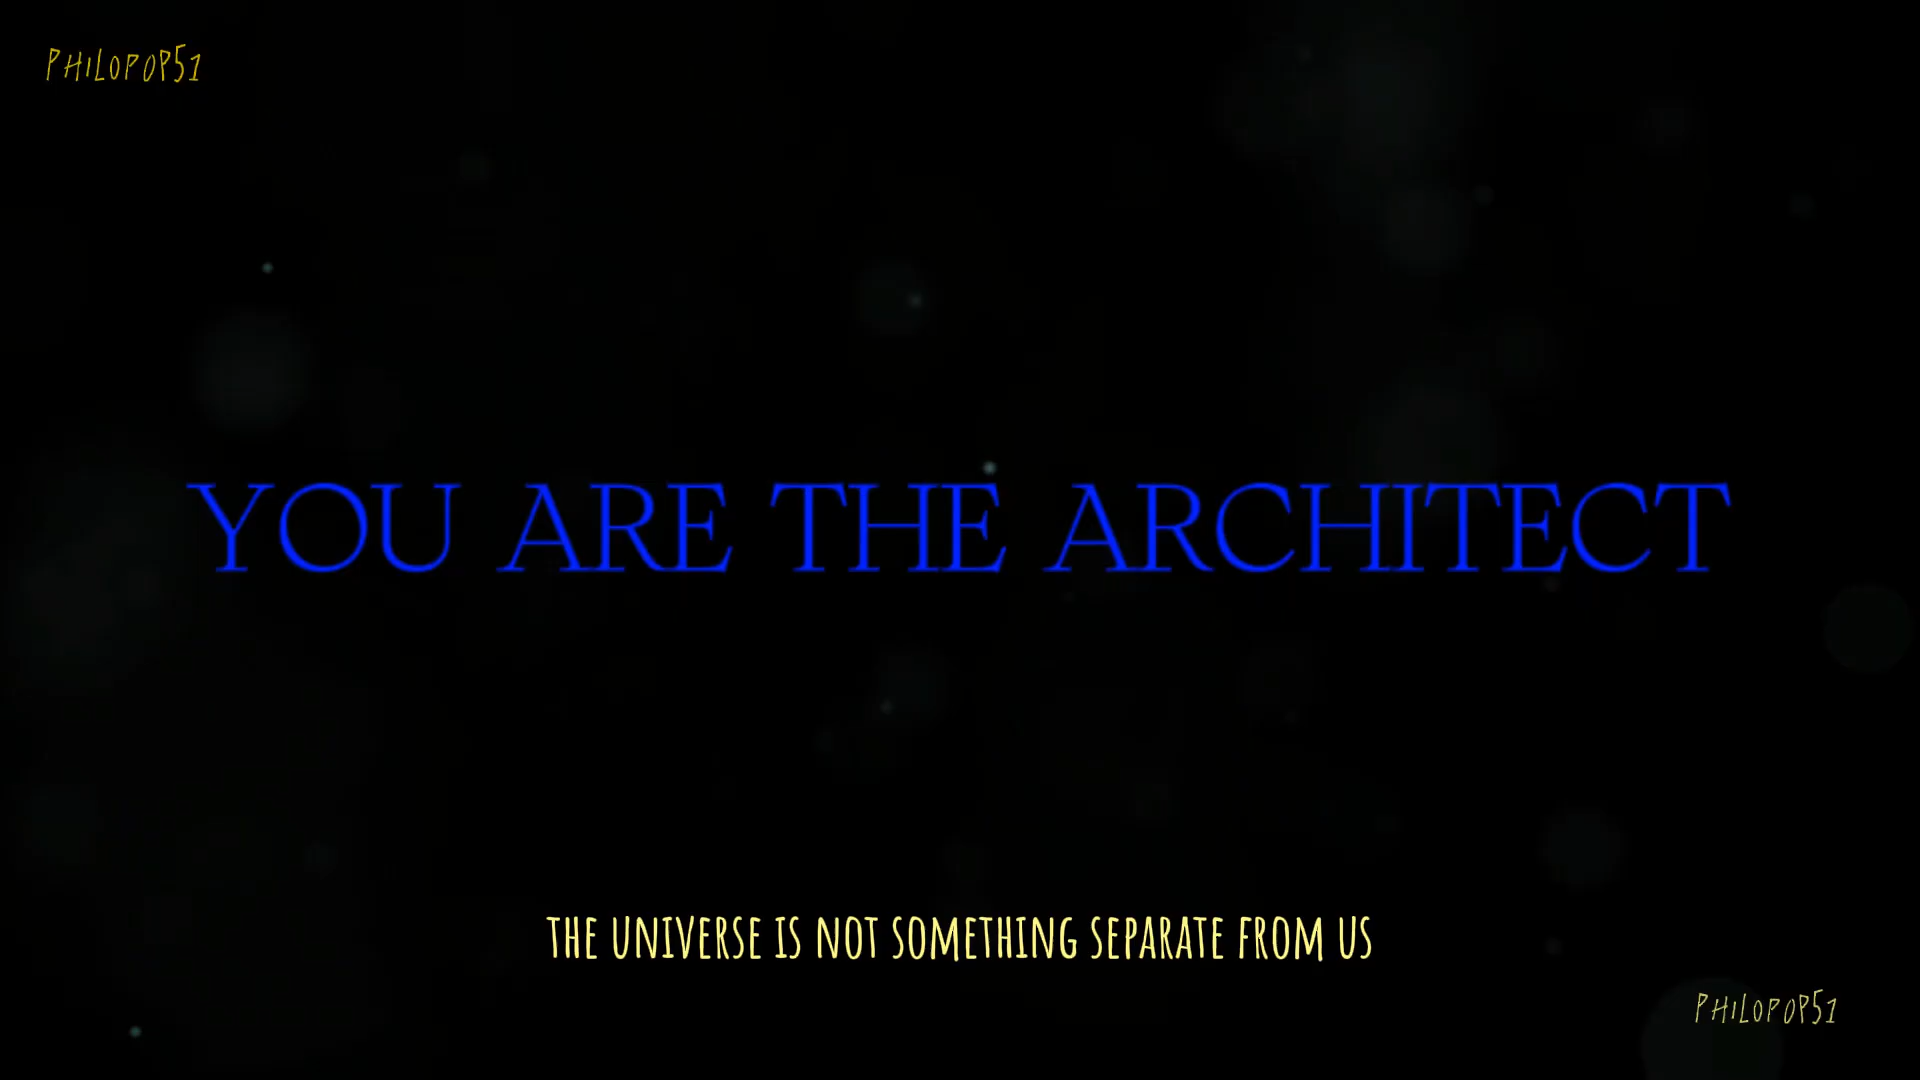 PHILOPOP51
YOU ARE THE ARCHITECT
THE UNIVERSE IS NOT SOMETHING SEPARATE FROM US
PHILOPOP51